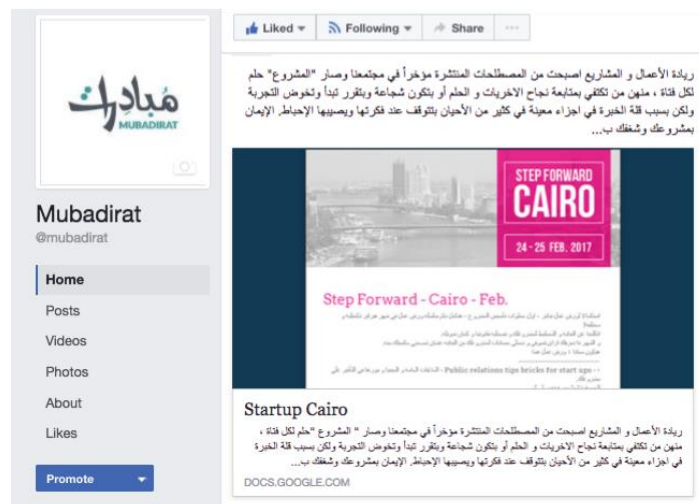 مبادرات
MUBADIRAT
Mubadirat
@mubadirat
Home
Posts
Videos
Photos
About
Likes
Promote
Liked
Following
Share
ريادة الأعمال و المشاريع اصبحت من المصطلحات المنتشرة مؤخراً في مجتمعنا وصار "المشروع" حلم
لكل فتاة ، منهن من تكتفي بمتابعة نجاح الاخريات و الحلم أو بتكون شجاعة وبتقرر تبدأ وتخوض التجربة
ولكن بسبب قلة الخبرة في اجزاء معينة في كثير من الأحيان بتتوقف عند فكرتها ويصيبها الإحباط. الإيمان
بمشروعك وشغفك ب...
STEP FORWARD
CAIRO
24 - 25 FEB. 2017
Step Forward - Cairo - Feb.
Public relations tips bricks for start ups
Startup Cairo
ريادة الأعمال و المشاريع اصبحت من المصطلحات المنتشرة مؤخراً في مجتمعنا وصار " المشروع "حلم لكل فتاة ،
منهن من تكتفي بمتابعة نجاح الاخريات و الحلم أو بتكون شجاعة وبتقرر تبدأ وتخوض التجربة ولكن بسبب قلة الخبرة
في اجزاء معينة في كثير من الأحيان بتتوقف عند فكرتها ويصيبها الإحباط. الإيمان بمشروعك وشغفك ب...
DOCS.GOOGLE.COM